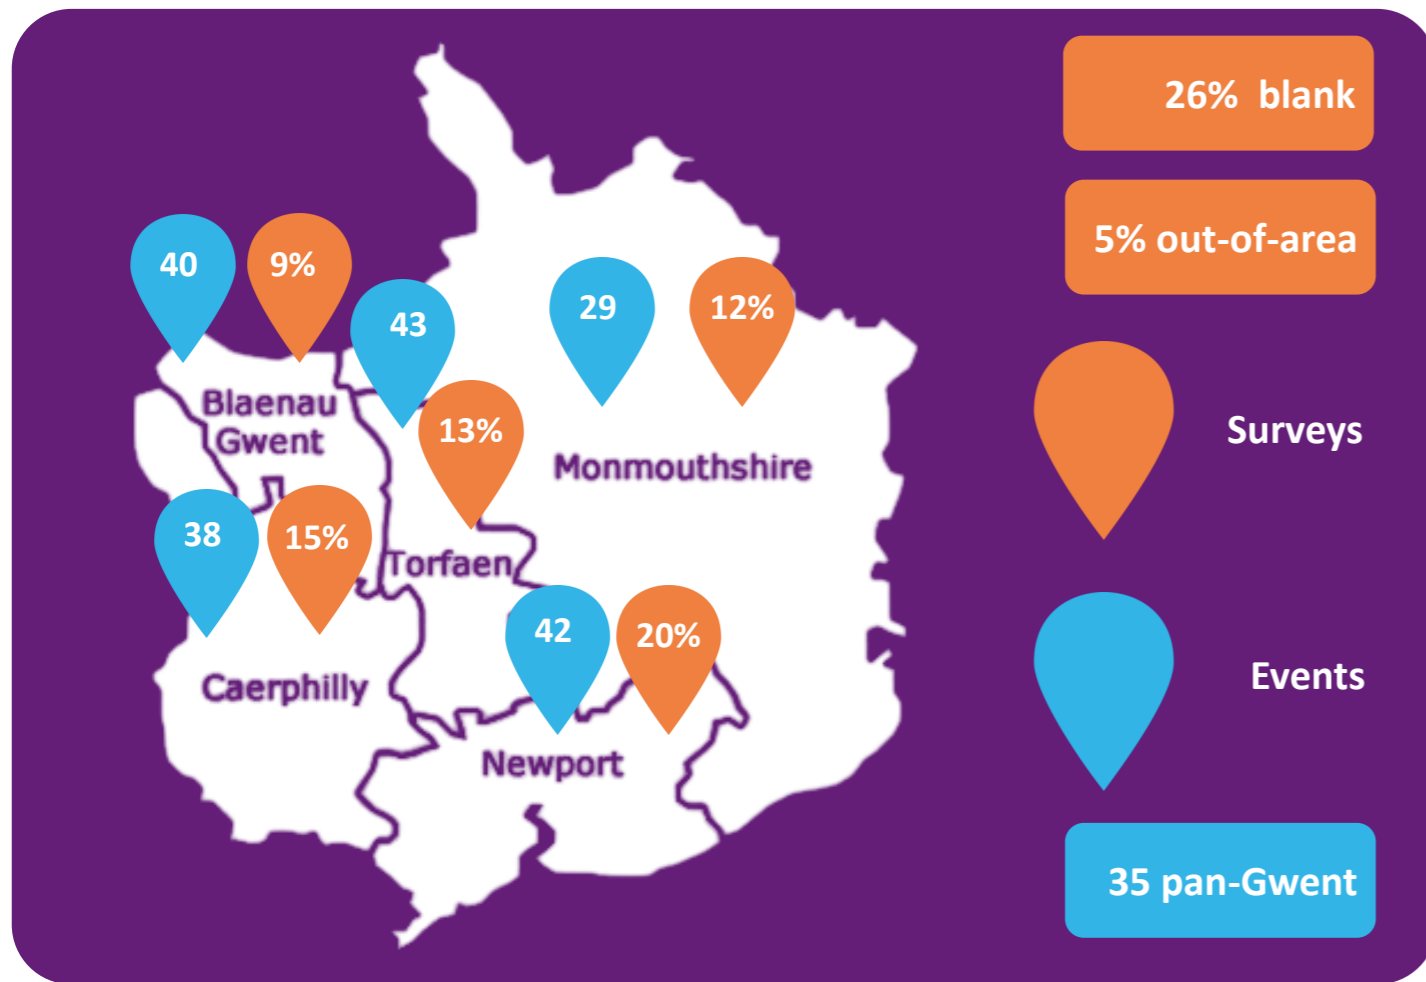 26% blank
5% out-of-area
40
9%
43
29
12%
Blaenau
Gwent
13%
Surveys
Monmouthshire
38
15%
Torfaen
42
20%
Events
Caerphilly
Newport
35 pan-Gwent